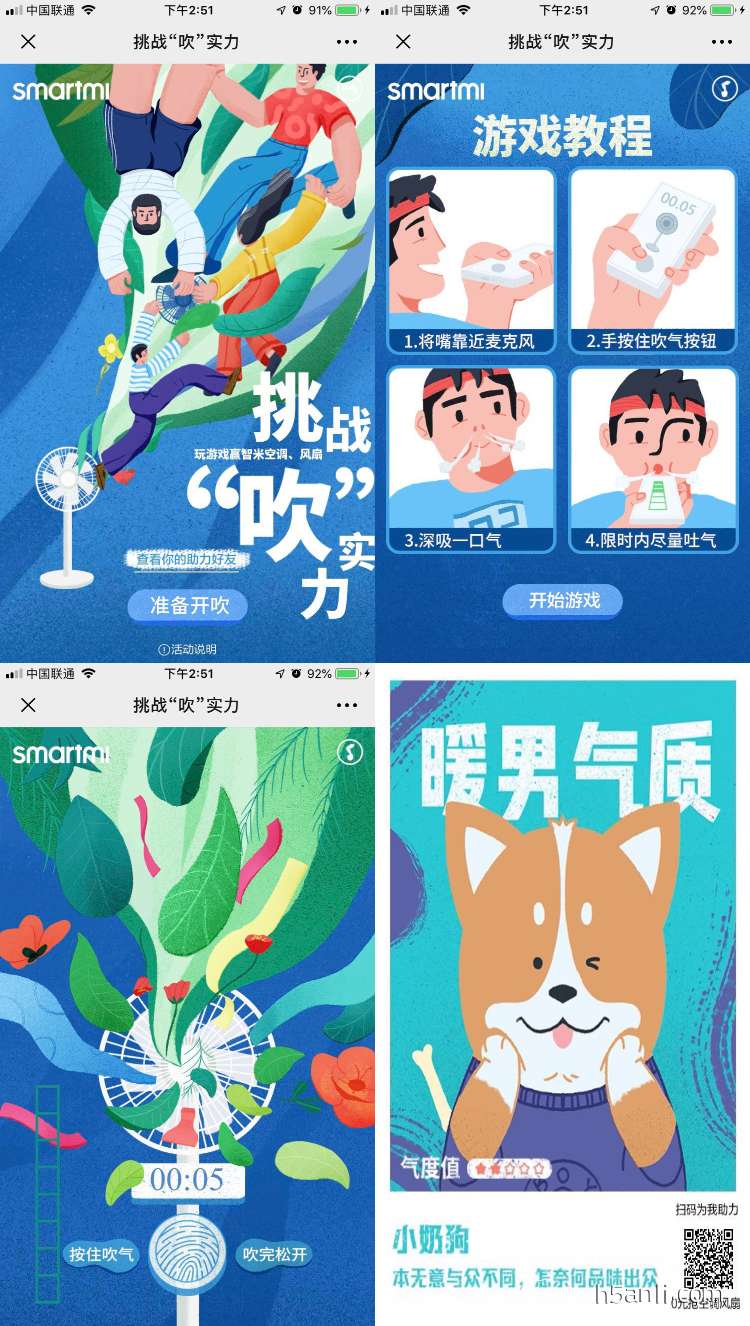 中国联通 下午2:51 91%
挑战“吹”实力
smartmi
挑战
玩游戏赢智米空调、风扇
“吹”实力
查看你的助力好友
准备开吹
活动说明
中国联通 下午2:51 92%
挑战“吹”实力
smartmi
游戏教程
00:05
1.将嘴靠近麦克风
2.手按住吹气按钮
3.深吸一口气
4.限时内尽量吐气
开始游戏
中国联通 下午2:51 92%
挑战“吹”实力
smartmi
00:05
按住吹气
吹完松开
暖男气质
气度值
扫码为我助力
小奶狗
本无意与众不同，怎奈何品味出众
h5anli.com
0元抢空调风扇